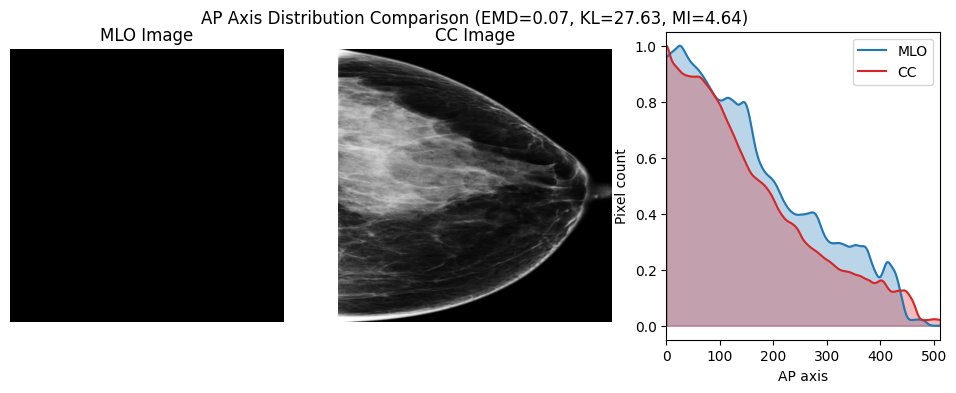 AP Axis Distribution Comparison (EMD=0.07, KL=27.63, MI=4.64)
MLO Image
CC Image
MLO
CC
Pixel count
1.0
0.8
0.6
0.4
0.2
0.0
0 100 200 300 400 500
AP axis